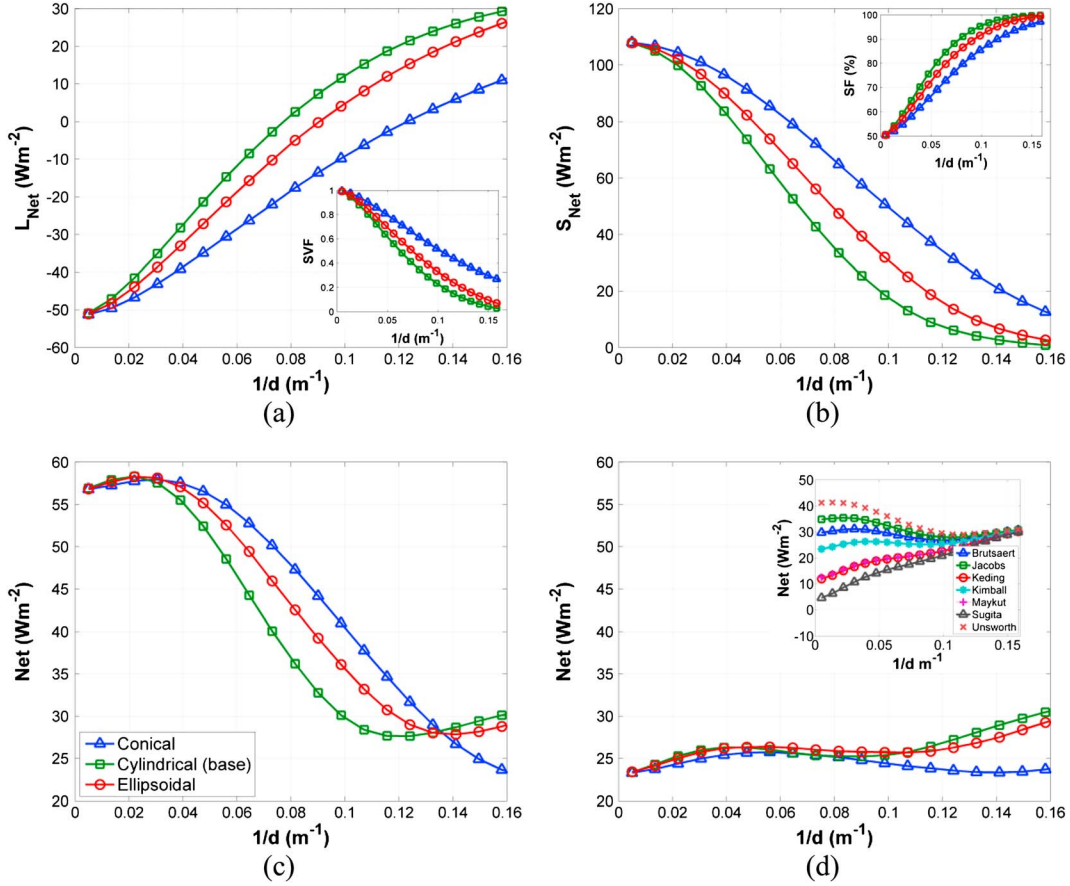 30
20
10
0
-10
-20
-30
-40
-50
-60
L_Net (Wm⁻²)
0 0.02 0.04 0.06 0.08 0.1 0.12 0.14 0.16
1/d (m⁻¹)
1
0.8
0.6
0.4
0.2
0
SVF
0 0.05 0.1 0.15
1/d (m⁻¹)
(a)
120
100
80
60
40
20
0
S_Net (Wm⁻²)
0 0.02 0.04 0.06 0.08 0.1 0.12 0.14 0.16
1/d (m⁻¹)
100
90
80
70
60
50
SF (%)
0 0.05 0.1 0.15
1/d (m⁻¹)
(b)
60
55
50
45
40
35
30
25
20
Net (Wm⁻²)
Conical
Cylindrical (base)
Ellipsoidal
0 0.02 0.04 0.06 0.08 0.1 0.12 0.14 0.16
1/d (m⁻¹)
(c)
60
55
50
45
40
35
30
25
20
Net (Wm⁻²)
50
40
30
20
10
0
-10
Net (Wm⁻²)
Brutsaert
Jacobs
Keding
Kimball
Maykut
Sugita
Unsworth
0 0.05 0.1 0.15
1/d m⁻¹
0 0.02 0.04 0.06 0.08 0.1 0.12 0.14 0.16
1/d (m⁻¹)
(d)